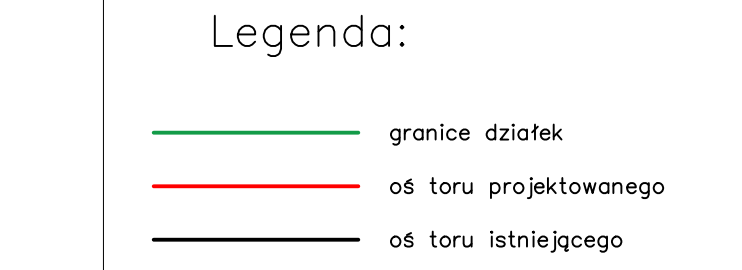 Legenda:
granice działek
oś toru projektowanego
oś toru istniejącego